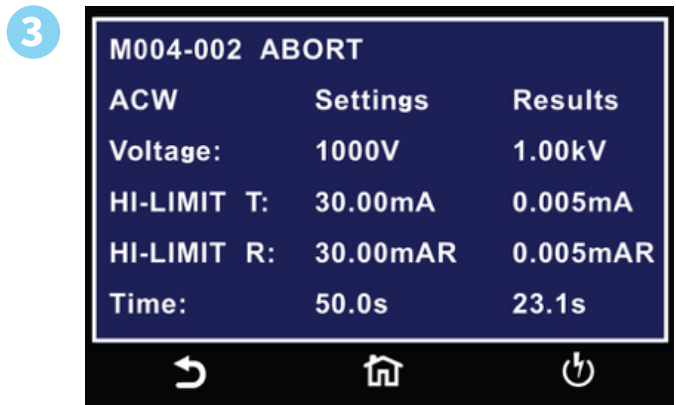 3
M004-002 ABORT
ACW Settings Results
Voltage: 1000V 1.00kV
HI-LIMIT T: 30.00mA 0.005mA
HI-LIMIT R: 30.00mAR 0.005mAR
Time: 50.0s 23.1s